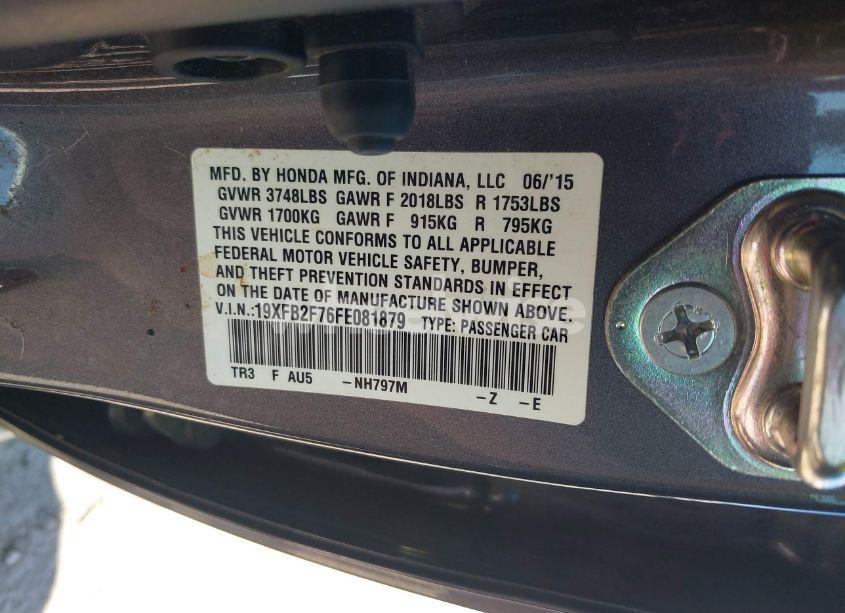 MFD. BY HONDA MFG. OF INDIANA, LLC 06/'15
GVWR 3748LBS GAWR F 2018LBS R 1753LBS
GVWR 1700KG GAWR F 915KG R 795KG
THIS VEHICLE CONFORMS TO ALL APPLICABLE
FEDERAL MOTOR VEHICLE SAFETY, BUMPER,
AND THEFT PREVENTION STANDARDS IN EFFECT
ON THE DATE OF MANUFACTURE SHOWN ABOVE.
V.I.N.:19XFB2F76FE081879 TYPE: PASSENGER CAR
TR3 F AU5 -NH797M -Z -E